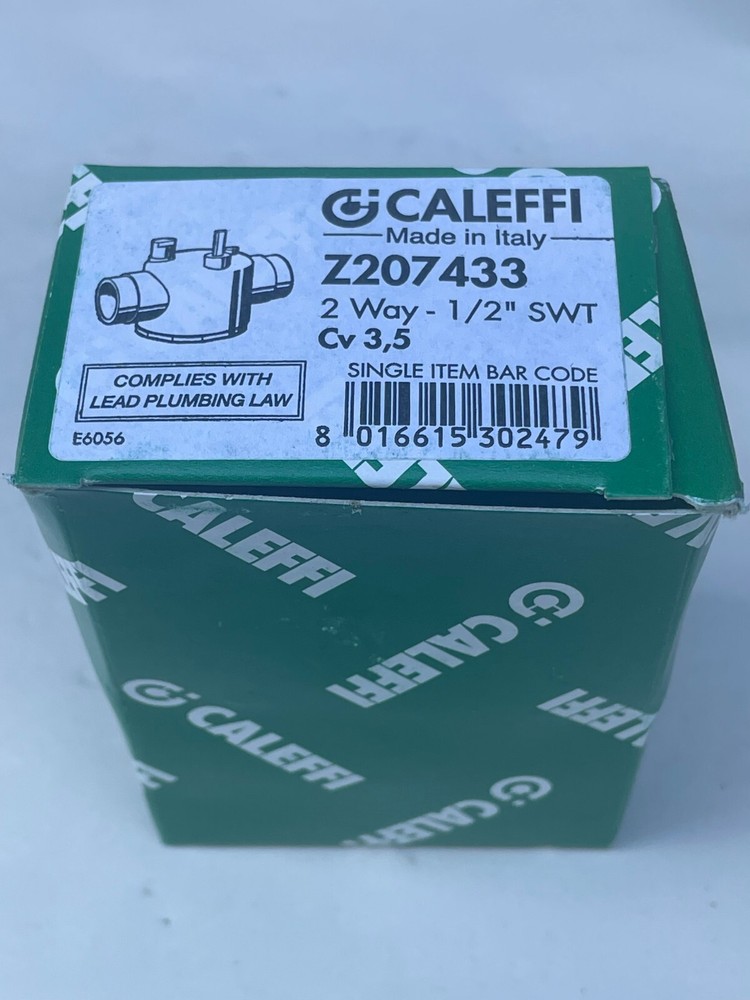 CALEFFI
Made in Italy
Z207433
2 Way - 1/2" SWT
Cv 3,5
COMPLIES WITH
LEAD PLUMBING LAW
E6056
SINGLE ITEM BAR CODE
8 016615 302479
CALEFFI
CALEFFI
CALEFFI
CALEFFI